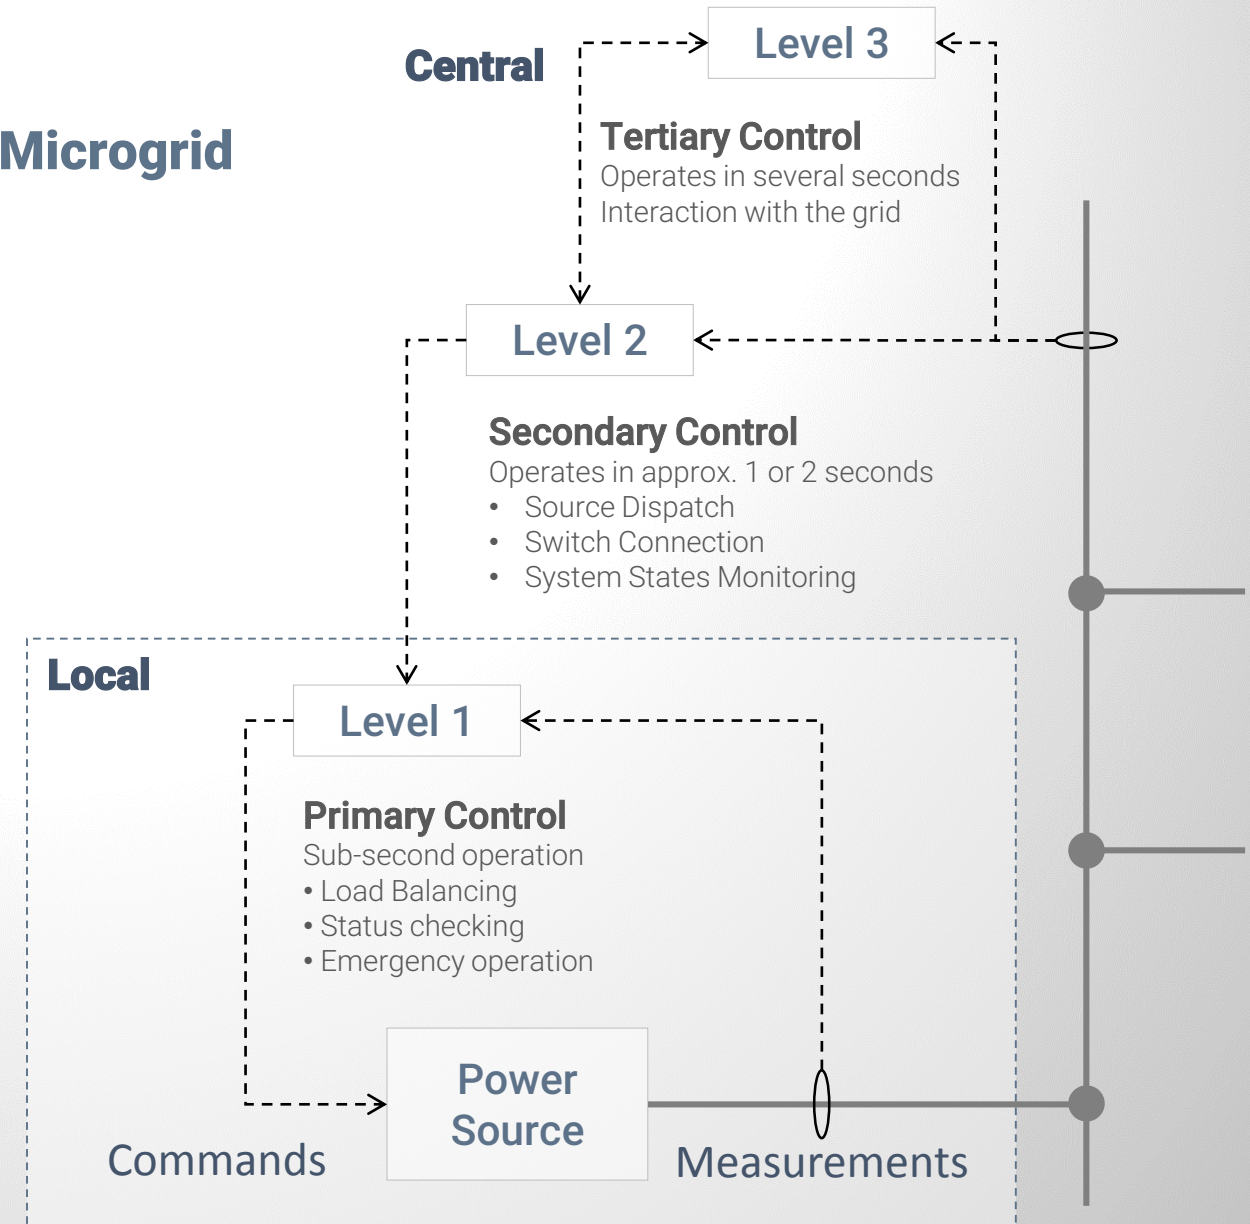 Level 3
Central
Microgrid
Tertiary Control
Operates in several seconds
Interaction with the grid
Level 2
Secondary Control
Operates in approx. 1 or 2 seconds
• Source Dispatch
• Switch Connection
• System States Monitoring
Local
Level 1
Primary Control
Sub-second operation
• Load Balancing
• Status checking
• Emergency operation
Power
Source
Commands
Measurements